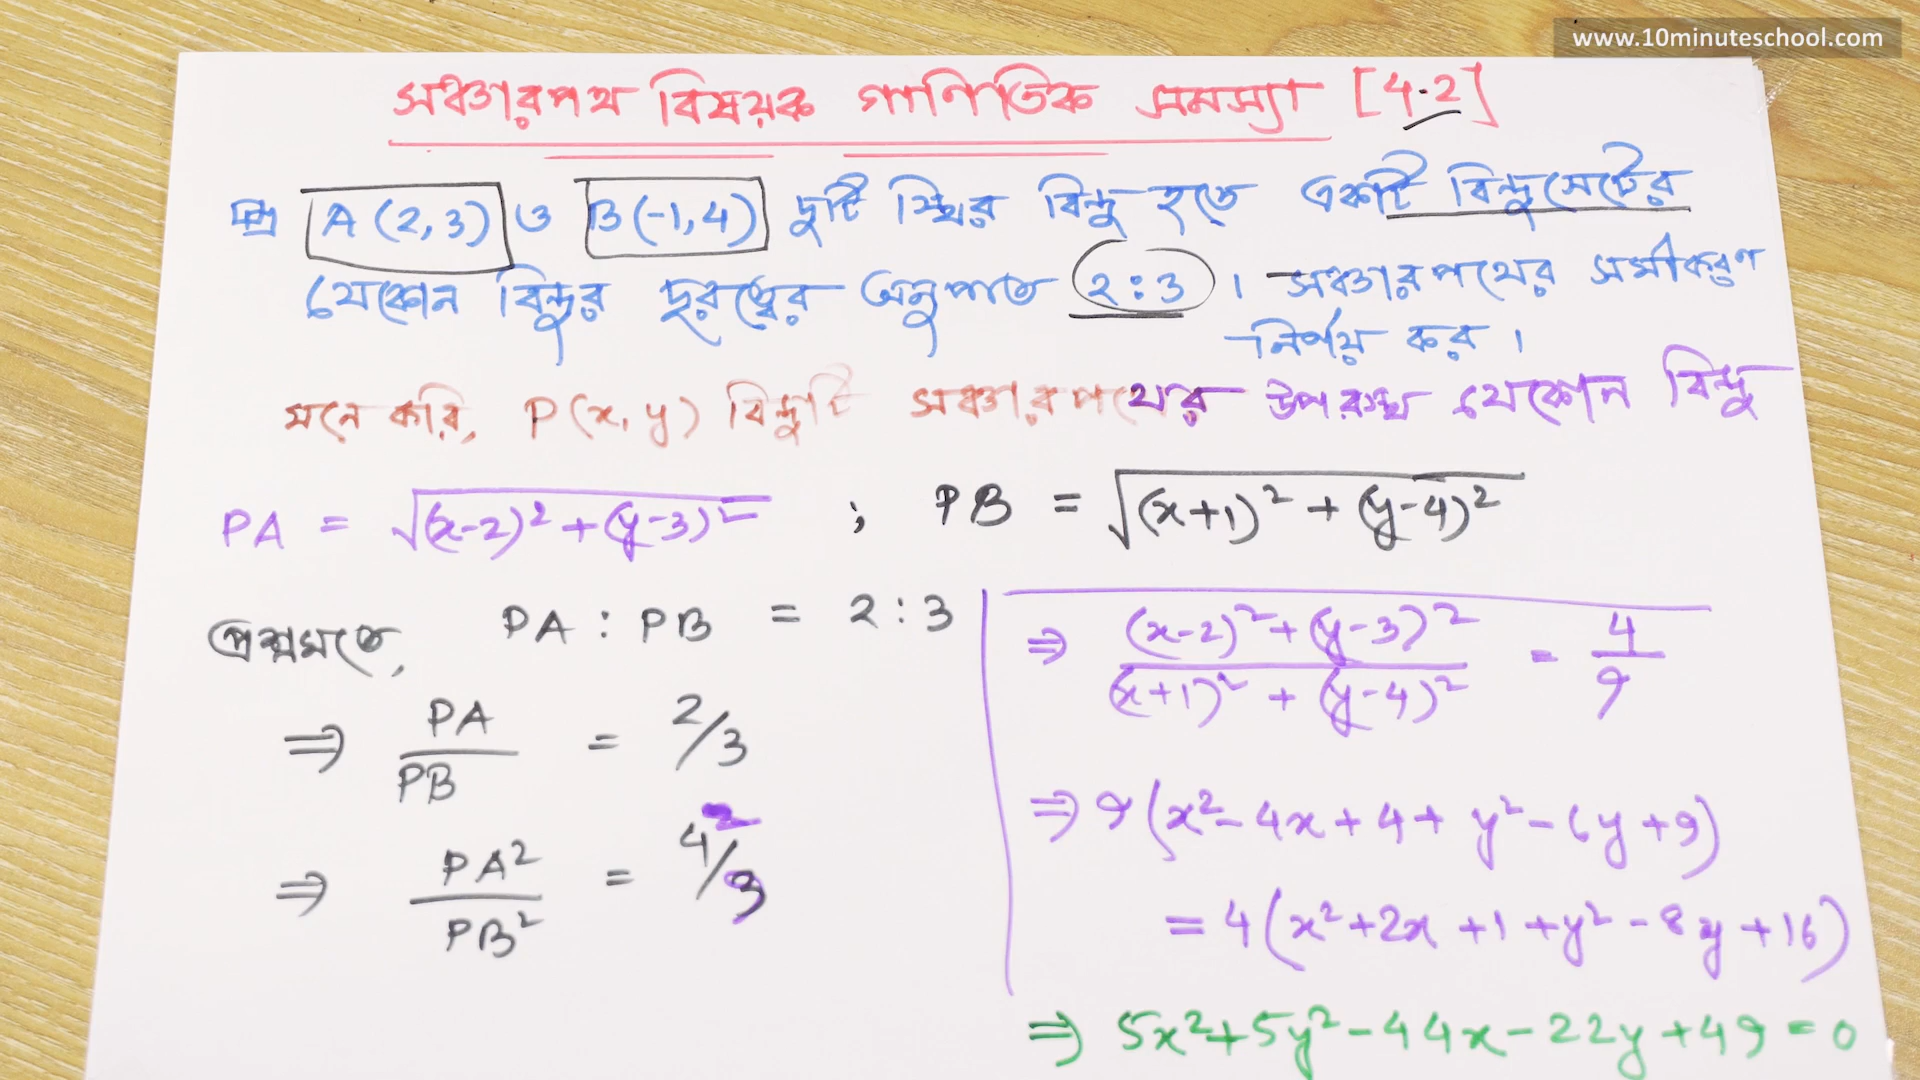 www.10minuteschool.com
সঞ্চারপথ বিষয়ক গাণিতিক সমস্যা [4.2]
A(2,3) ও B(-1,4) দুটি স্থির বিন্দু হতে একটি বিন্দুসেটের
যেকোন বিন্দুর দূরত্বের অনুপাত 2:3 । সঞ্চারপথের সমীকরণ
নির্ণয় কর ।
মনে করি, P(x,y) বিন্দুটি সঞ্চারপথের উপরস্থ যেকোন বিন্দু
PA = √(x-2)²+(y-3)² ; PB = √(x+1)²+(y-4)²
প্রশ্নমতে, PA : PB = 2:3
⇒ PA/PB = 2/3
⇒ PA²/PB² = 4/9
⇒ (x-2)²+(y-3)²/(x+1)²+(y-4)² = 4/9
⇒ 9(x²-4x+4+y²-6y+9)
= 4(x²+2x+1+y²-8y+16)
⇒ 5x²+5y²-44x-22y+49=0